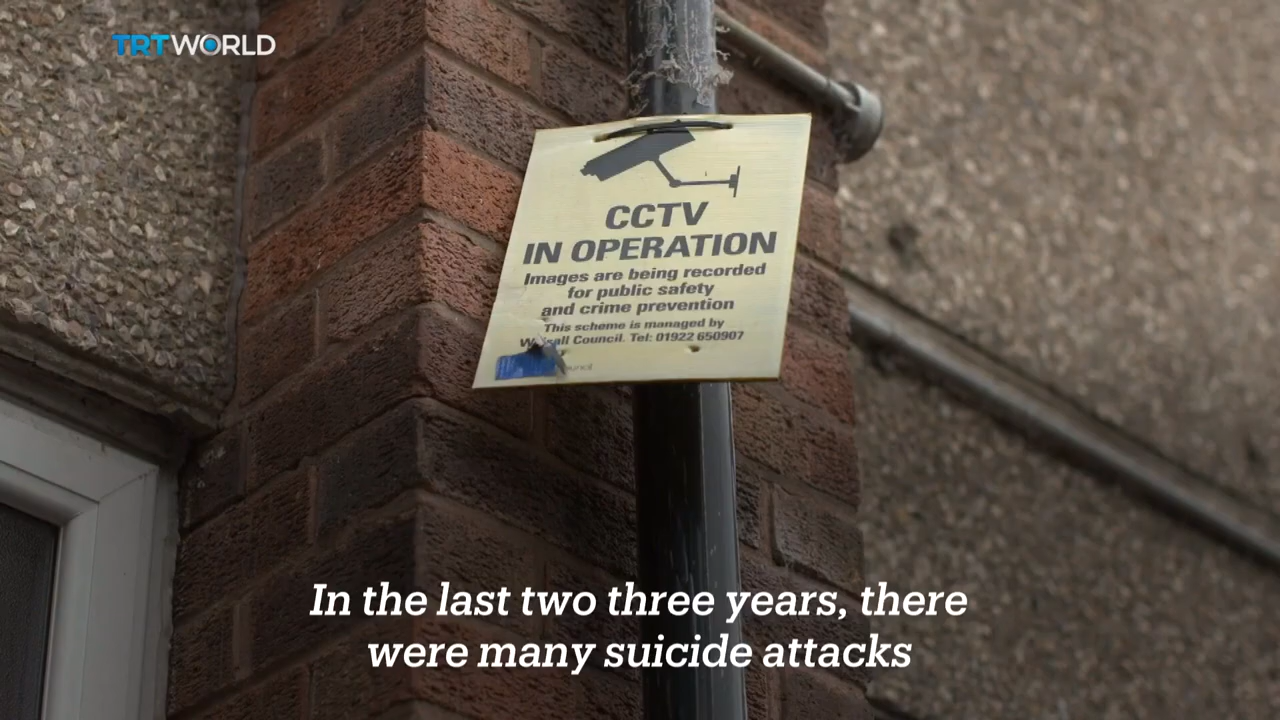 TRTWORLD
CCTV
IN OPERATION
Images are being recorded
for public safety
and crime prevention
This scheme is managed by
Council. Tel: 01922 650907
In the last two three years, there
were many suicide attacks